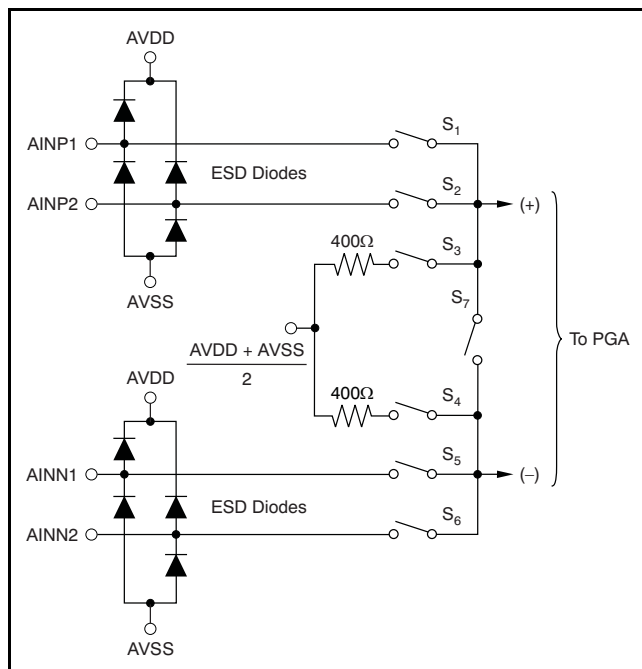 AVDD
AINP1
ESD Diodes
AINP2
AVSS
S1
S2
(+)
400Ω
S3
S7
To PGA
AVDD + AVSS
2
400Ω
S4
AVDD
AINN1
ESD Diodes
AINN2
AVSS
S5
(–)
S6